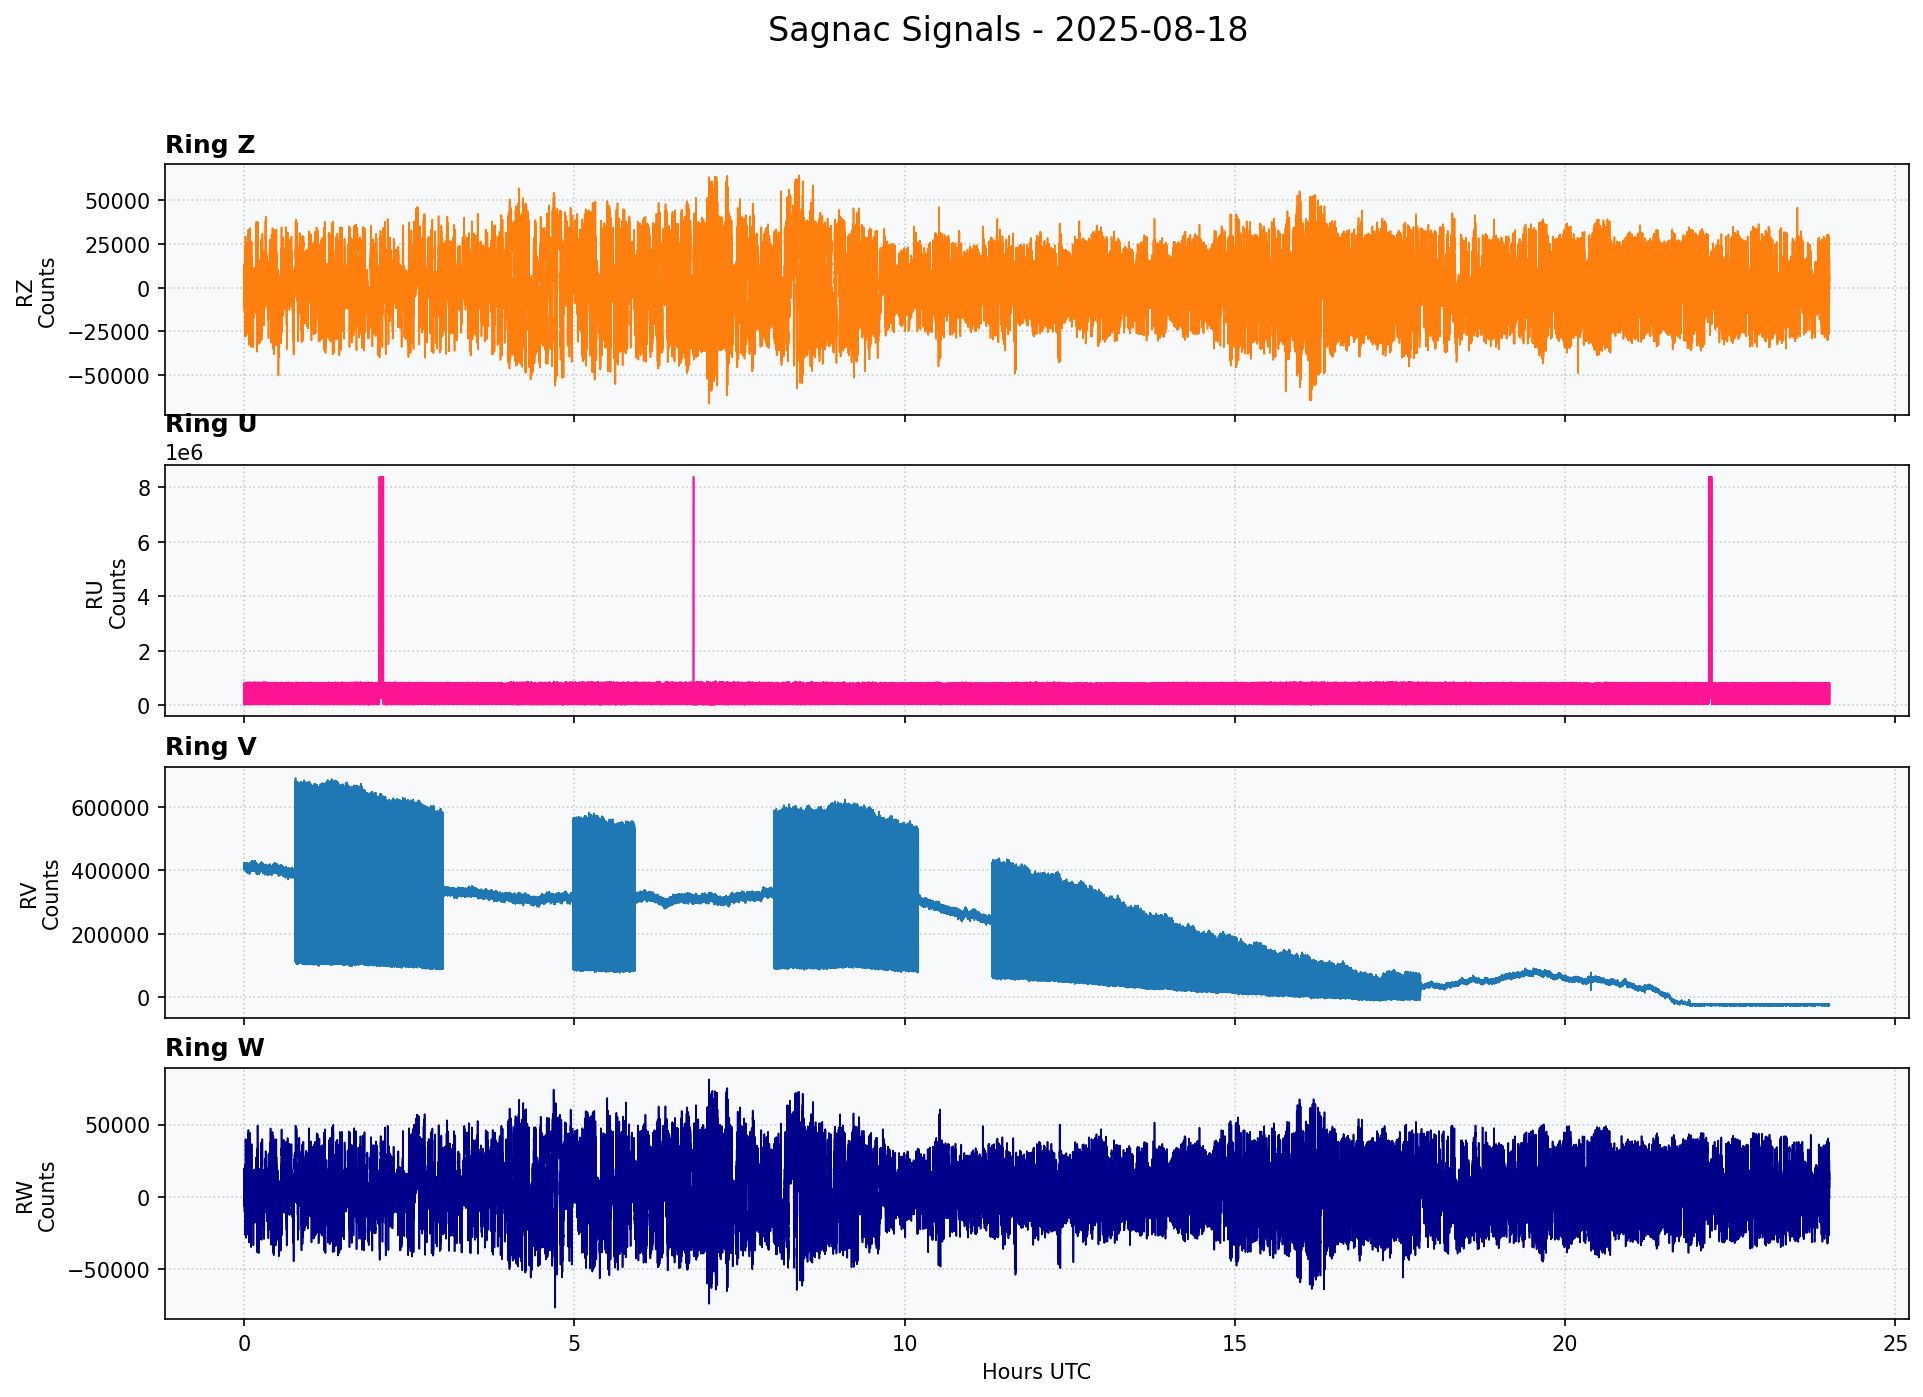 Sagnac Signals - 2025-08-18
Ring Z
50000
25000
0
−25000
−50000
RZ
Counts
Ring U
1e6
8
6
4
2
0
RU
Counts
Ring V
600000
400000
200000
0
RV
Counts
Ring W
50000
0
−50000
RW
Counts
0 5 10 15 20 25
Hours UTC